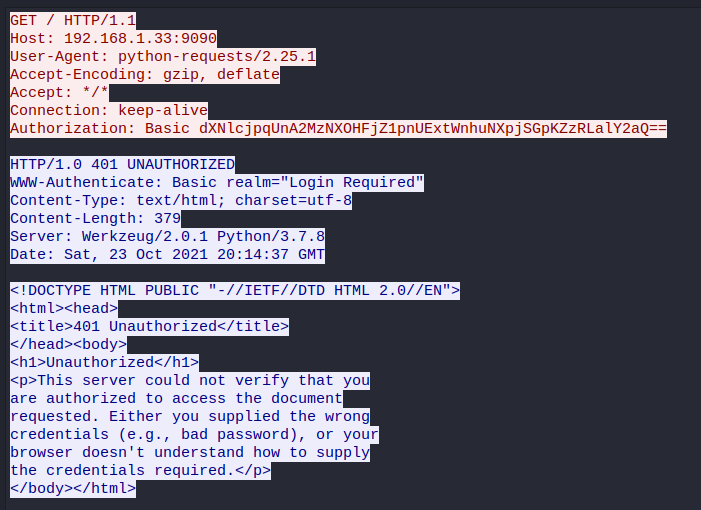 GET / HTTP/1.1
Host: 192.168.1.33:9090
User-Agent: python-requests/2.25.1
Accept-Encoding: gzip, deflate
Accept: */*
Connection: keep-alive
Authorization: Basic dXNlcjpqUnA2MzNXOHFjZ1pnUExtWnhuNXpjSGpKZzRLalY2aQ==
HTTP/1.0 401 UNAUTHORIZED
WWW-Authenticate: Basic realm="Login Required"
Content-Type: text/html; charset=utf-8
Content-Length: 379
Server: Werkzeug/2.0.1 Python/3.7.8
Date: Sat, 23 Oct 2021 20:14:37 GMT
<!DOCTYPE HTML PUBLIC "-//IETF//DTD HTML 2.0//EN">
<html><head>
<title>401 Unauthorized</title>
</head><body>
<h1>Unauthorized</h1>
<p>This server could not verify that you
are authorized to access the document
requested. Either you supplied the wrong
credentials (e.g., bad password), or your
browser doesn't understand how to supply
the credentials required.</p>
</body></html>